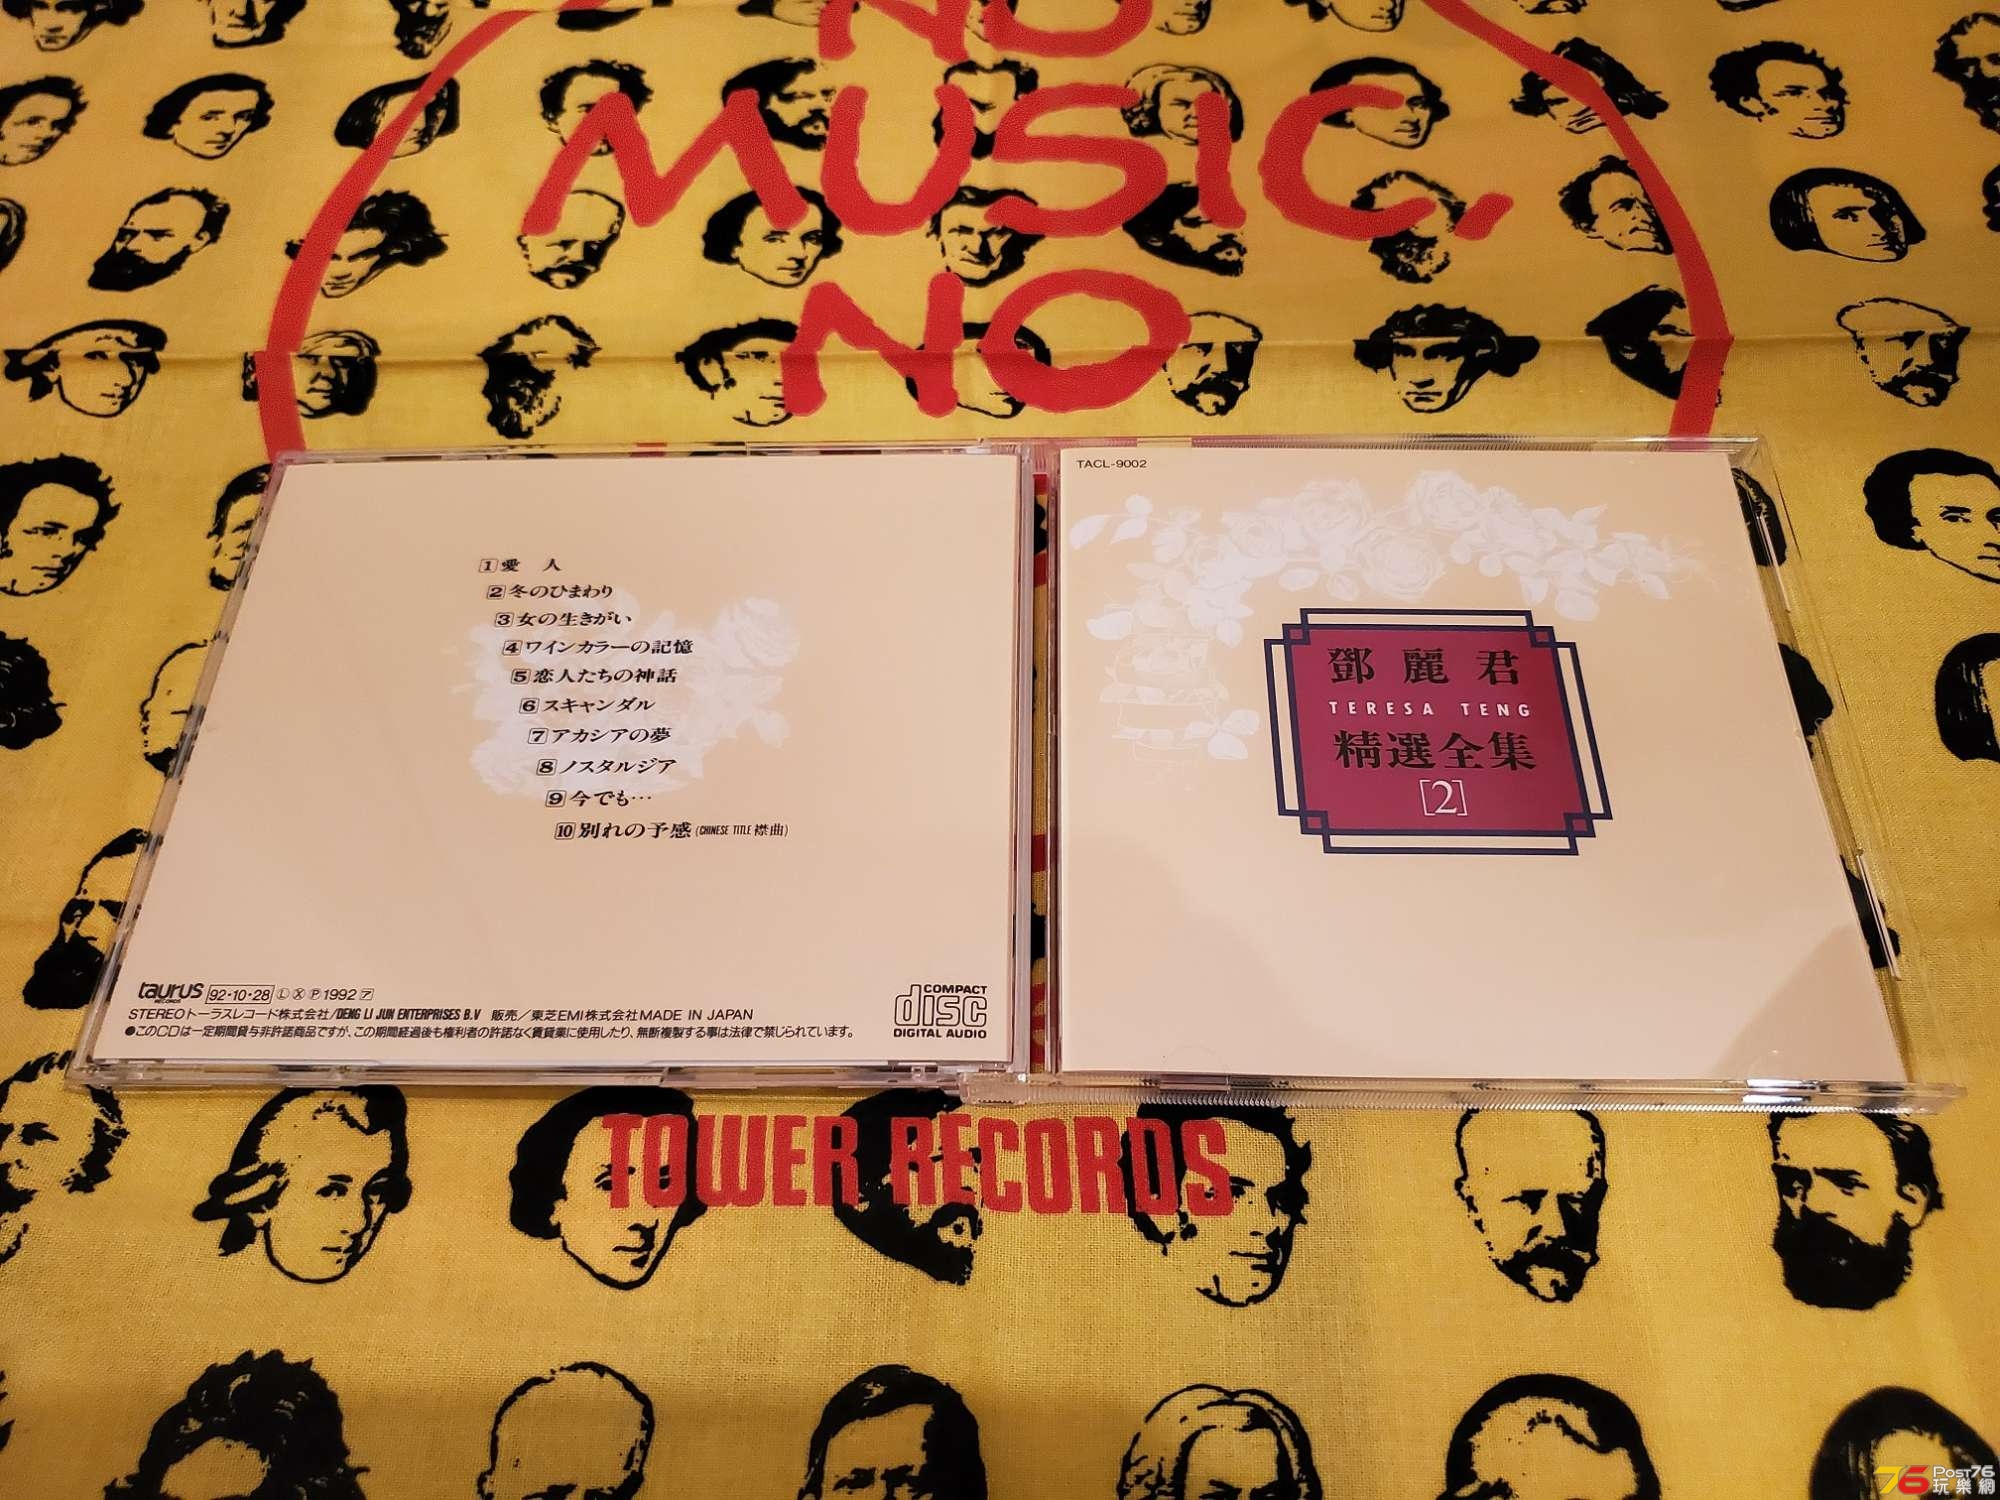 NO
MUSIC,
NO
1 愛　人
2 冬のひまわり
3 女の生きがい
4 ワインカラーの記憶
5 恋人たちの神話
6 スキャンダル
7 アカシアの夢
8 ノスタルジア
9 今でも…
10 別れの予感 (CHINESE TITLE 襟曲)
taurus RECORDS 92・10・28 Ⓛ Ⓧ Ⓟ 1992 ア
STEREO トーラスレコード株式会社/DENG LI JUN ENTERPRISES B.V 販売／東芝EMI株式会社 MADE IN JAPAN
●このCDは一定期間貸与非許諾商品ですが、この期間経過後も権利者の許諾なく賃貸業に使用したり、無断複製する事は法律で禁じられています。
COMPACT
disc
DIGITAL AUDIO
TACL-9002
鄧麗君
TERESA TENG
精選全集
[2]
TOWER RECORDS
76 POST76
玩樂網